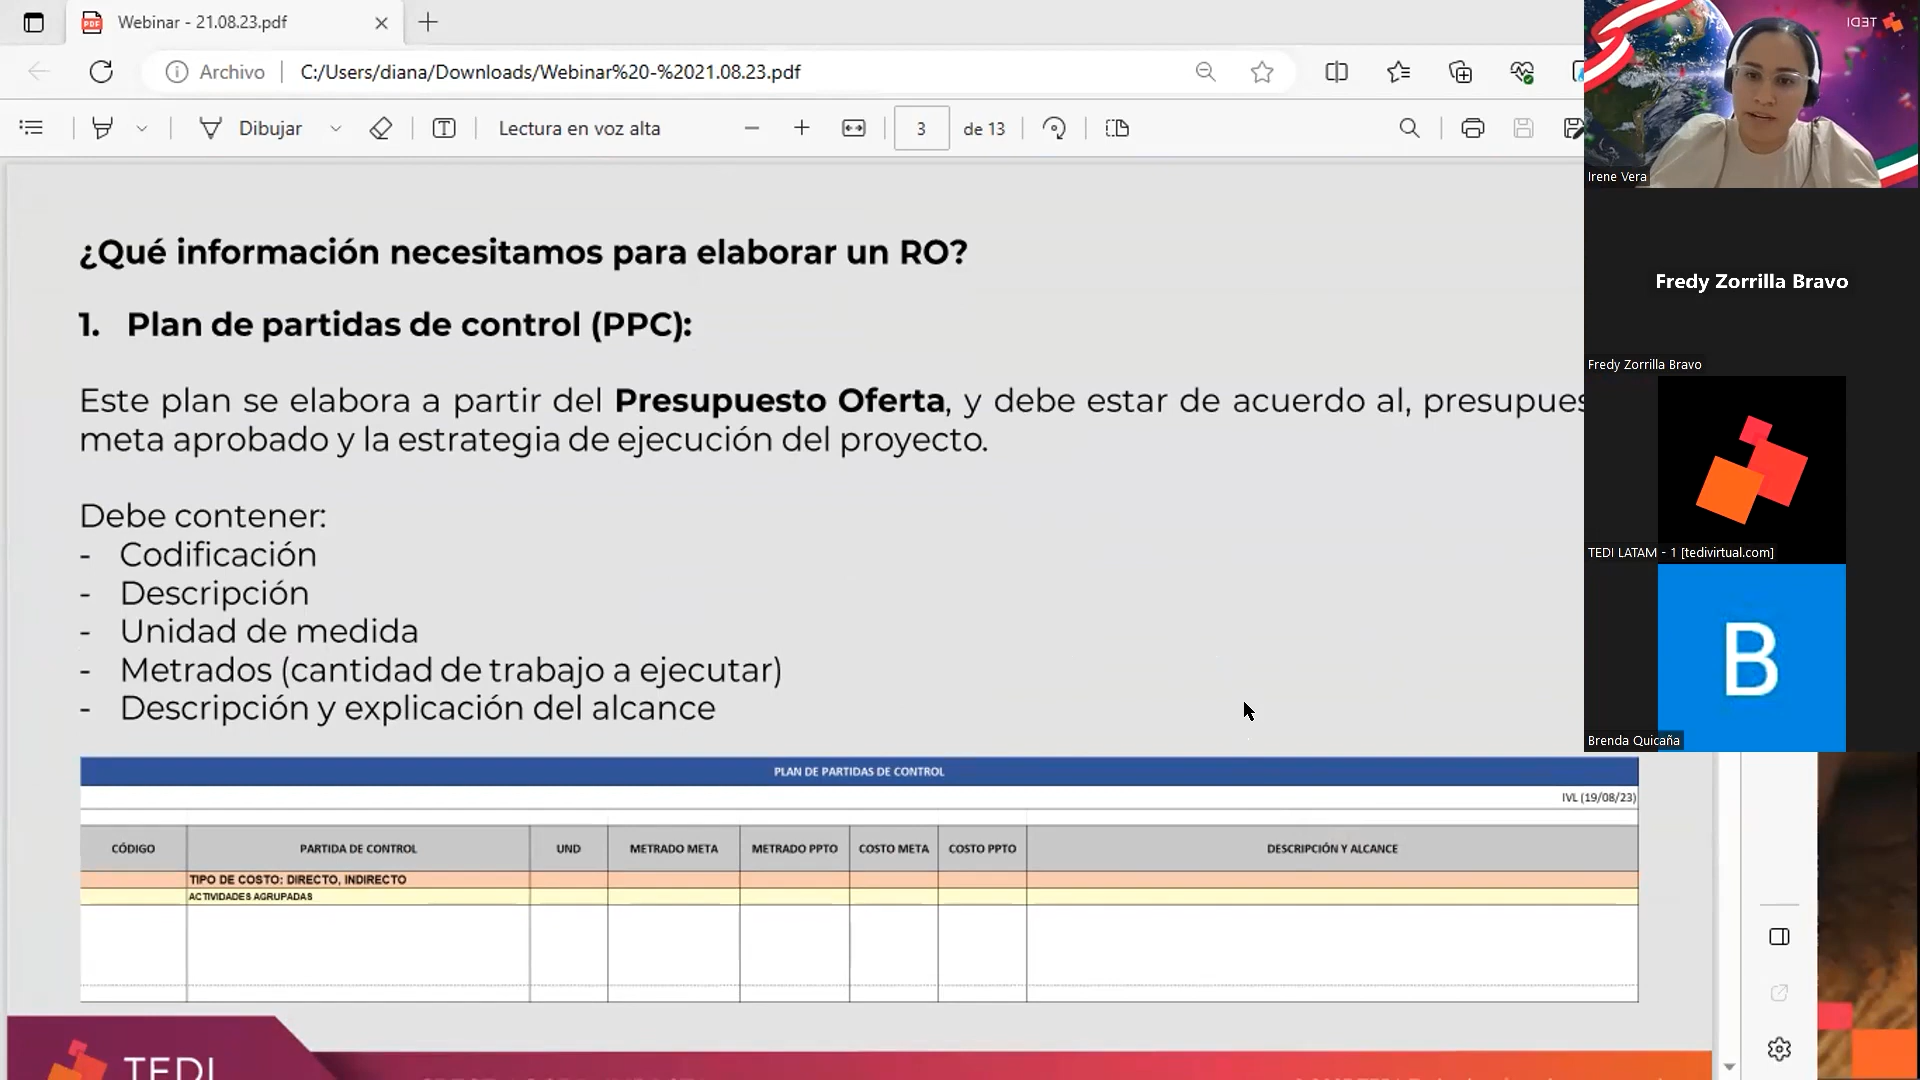 Webinar - 21.08.23.pdf
Archivo
C:/Users/diana/Downloads/Webinar%20-%2021.08.23.pdf
Dibujar
Lectura en voz alta
3
de 13
TEDI
Irene Vera
Fredy Zorrilla Bravo
Fredy Zorrilla Bravo
TEDI LATAM - 1 [tedivirtual.com]
B
Brenda Quicaña
¿Qué información necesitamos para elaborar un RO?
1. Plan de partidas de control (PPC):
Este plan se elabora a partir del Presupuesto Oferta, y debe estar de acuerdo al, presupues
meta aprobado y la estrategia de ejecución del proyecto.
Debe contener:
- Codificación
- Descripción
- Unidad de medida
- Metrados (cantidad de trabajo a ejecutar)
- Descripción y explicación del alcance
PLAN DE PARTIDAS DE CONTROL
IVL (19/08/23)
CÓDIGO PARTIDA DE CONTROL UND METRADO META METRADO PPTO COSTO META COSTO PPTO DESCRIPCIÓN Y ALCANCE
TIPO DE COSTO: DIRECTO, INDIRECTO
ACTIVIDADES AGRUPADAS
TEDI